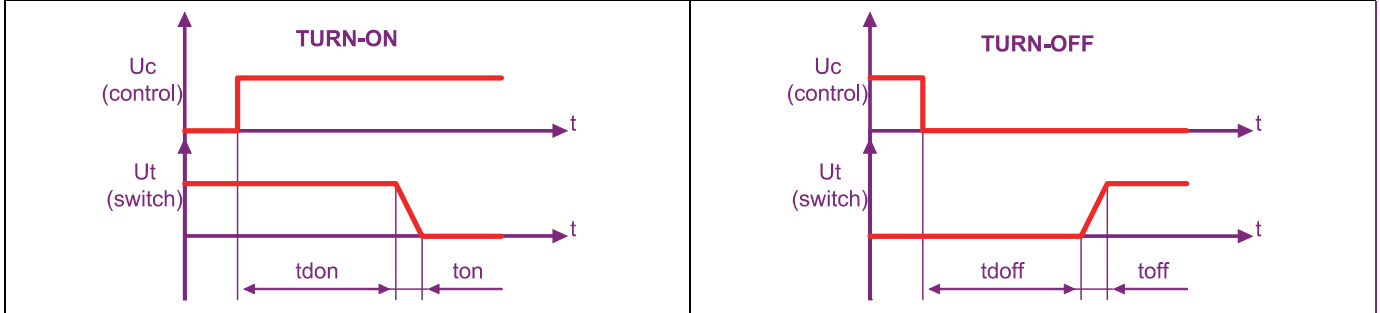 TURN-ON
Uc
(control)
t
Ut
(switch)
t
tdon
ton
TURN-OFF
Uc
(control)
t
Ut
(switch)
t
tdoff
toff